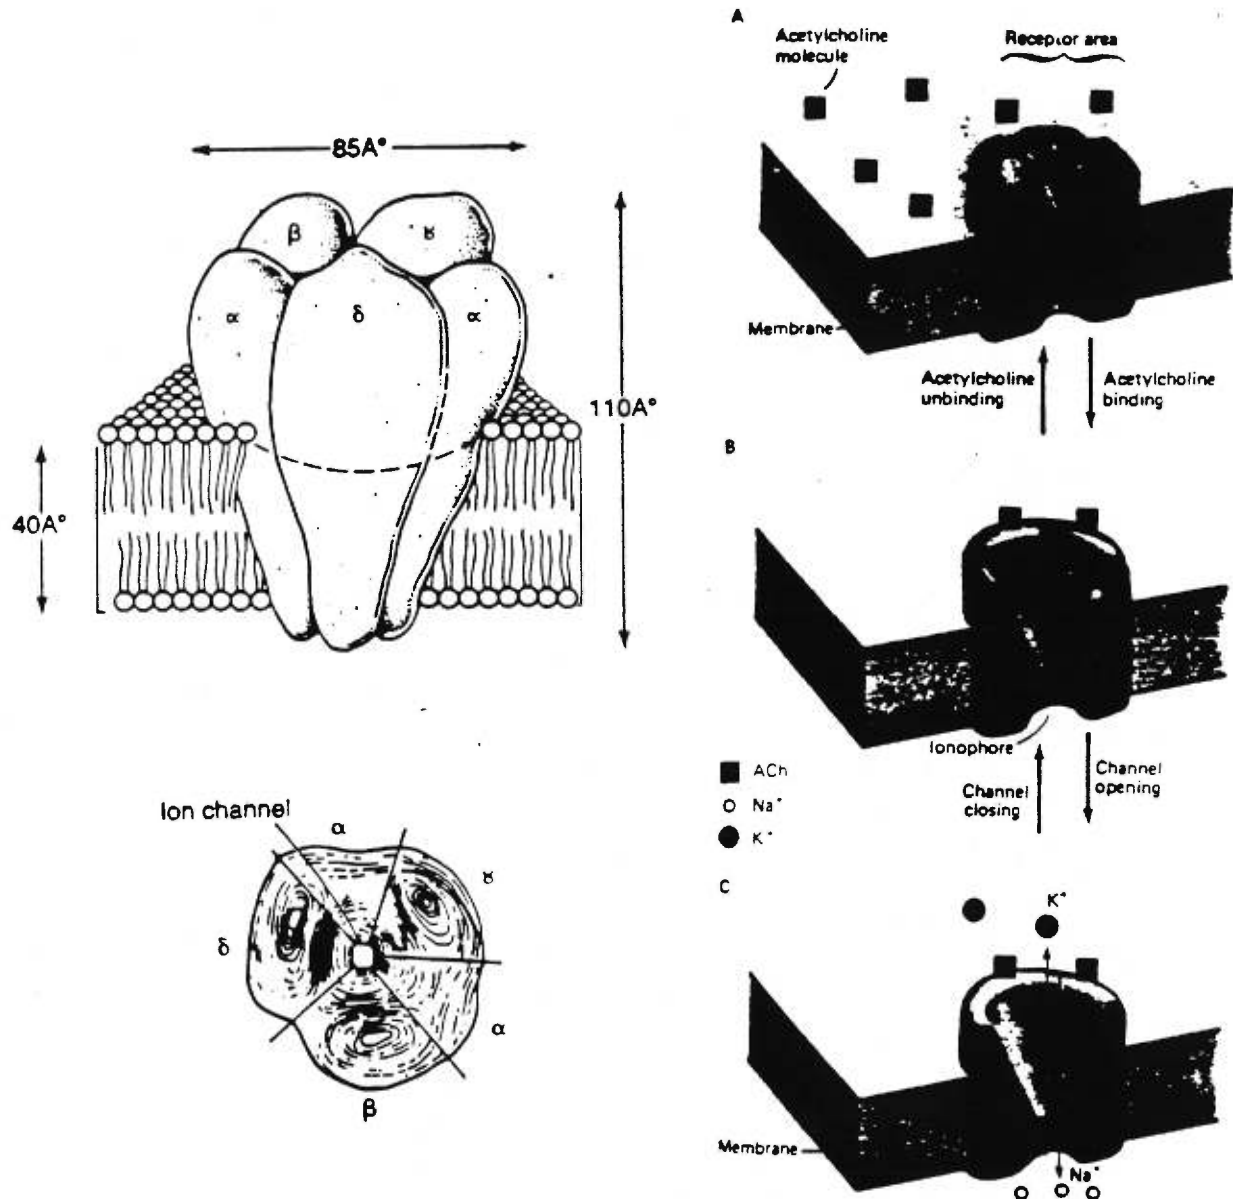 85A°
β
ɤ
α
δ
α
110A°
40A°
Ion channel
α
ɤ
δ
α
β
A
Acetylcholine
molecule
Receptor area
Membrane
Acetylcholine
unbinding
Acetylcholine
binding
B
Ionophore
ACh
Na⁺
K⁺
Channel
closing
Channel
opening
C
K⁺
Membrane
Na⁺